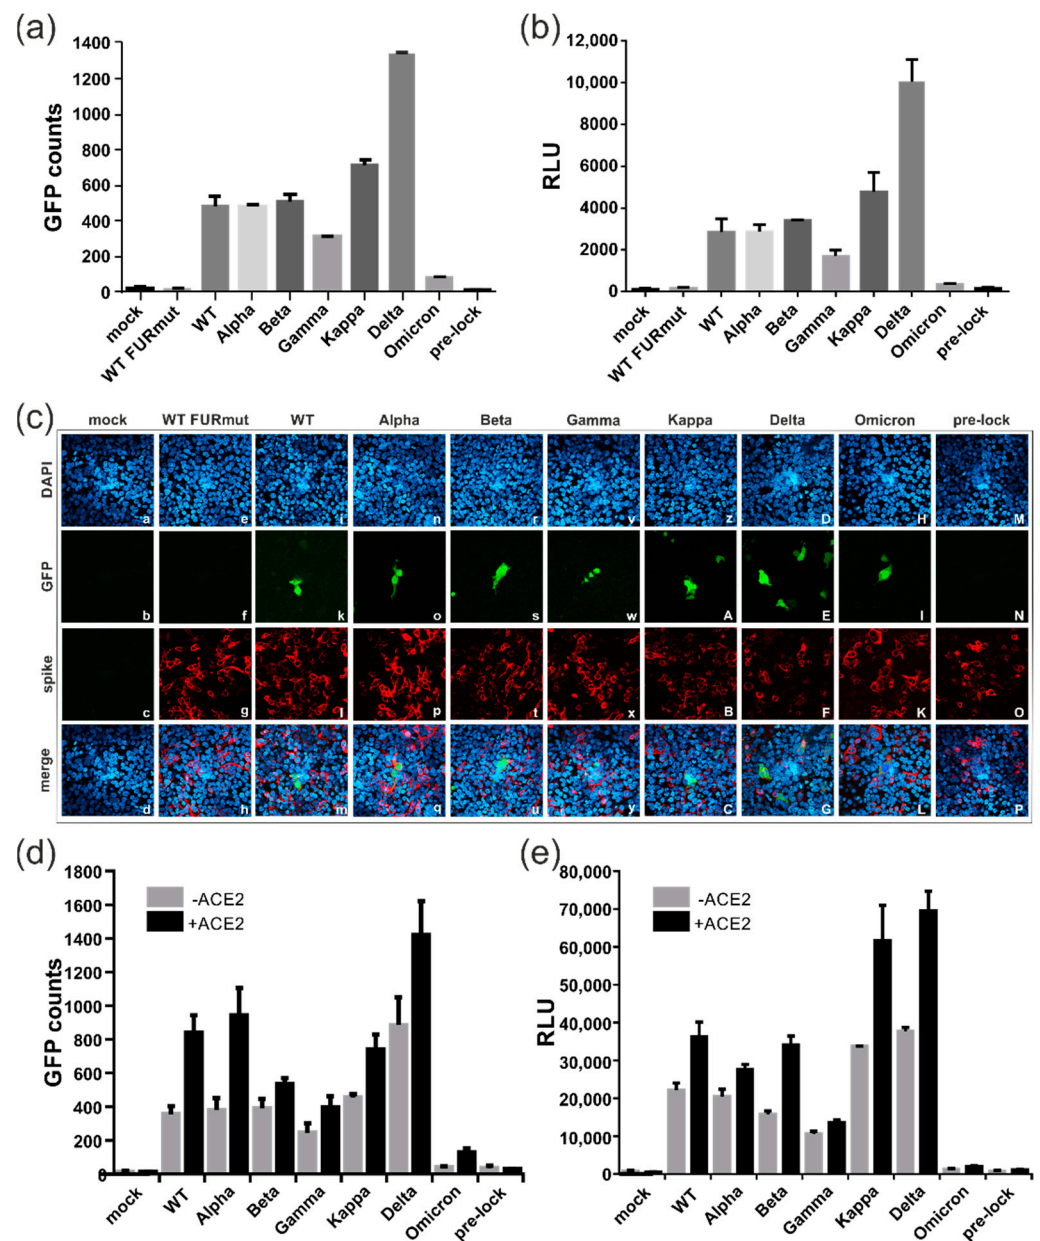 (a)
GFP counts
1400
1200
1000
800
600
400
200
0
mock
WT FURmut
WT
Alpha
Beta
Gamma
Kappa
Delta
Omicron
pre-lock
(b)
RLU
12,000
10,000
8000
6000
4000
2000
0
mock
WT FURmut
WT
Alpha
Beta
Gamma
Kappa
Delta
Omicron
pre-lock
(c)
mock WT FURmut WT Alpha Beta Gamma Kappa Delta Omicron pre-lock
DAPI
a e i n r v z D H M
GFP
b f k o s w A E I N
spike
c g l p t x B F K O
merge
d h m q u y C G L P
(d)
GFP counts
1800
1600
1400
1200
1000
800
600
400
200
0
-ACE2
+ACE2
mock
WT
Alpha
Beta
Gamma
Kappa
Delta
Omicron
pre-lock
(e)
RLU
80,000
70,000
60,000
50,000
40,000
30,000
20,000
10,000
0
-ACE2
+ACE2
mock
WT
Alpha
Beta
Gamma
Kappa
Delta
Omicron
pre-lock